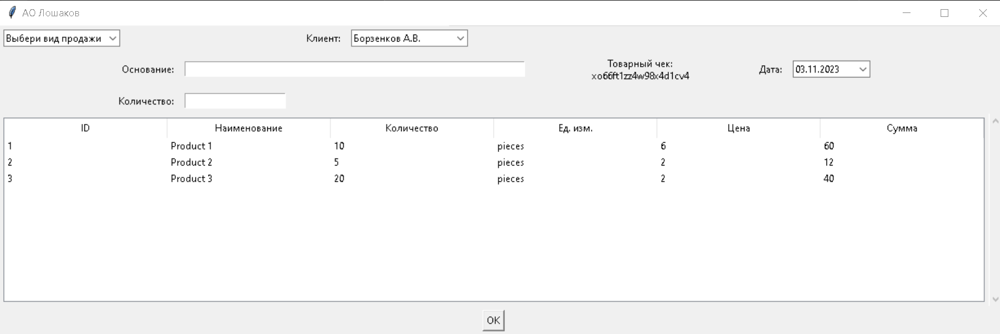 АО Лошаков
Выбери вид продажи Клиент: Борзенков А.В.
Основание: Товарный чек: Дата: 03.11.2023
Количество:
ID Наименование Количество Ед. изм. Цена Сумма
1 Product 1 10 pieces 6 60
2 Product 2 5 pieces 2 12
3 Product 3 20 pieces 2 40
OK